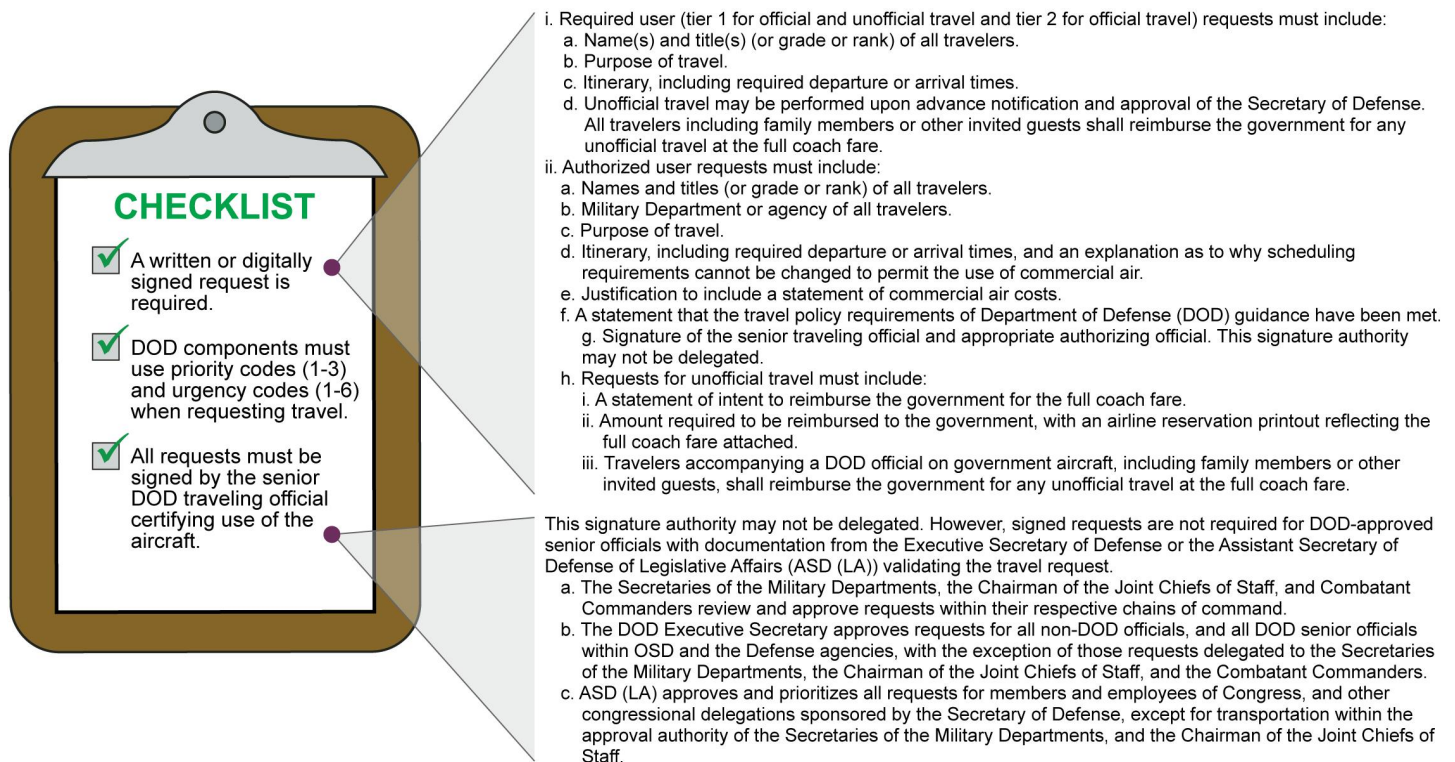 CHECKLIST
A written or digitally
signed request is
required.
DOD components must
use priority codes (1-3)
and urgency codes (1-6)
when requesting travel.
All requests must be
signed by the senior
DOD traveling official
certifying use of the
aircraft.
i. Required user (tier 1 for official and unofficial travel and tier 2 for official travel) requests must include:
a. Name(s) and title(s) (or grade or rank) of all travelers.
b. Purpose of travel.
c. Itinerary, including required departure or arrival times.
d. Unofficial travel may be performed upon advance notification and approval of the Secretary of Defense.
All travelers including family members or other invited guests shall reimburse the government for any
unofficial travel at the full coach fare.
ii. Authorized user requests must include:
a. Names and titles (or grade or rank) of all travelers.
b. Military Department or agency of all travelers.
c. Purpose of travel.
d. Itinerary, including required departure or arrival times, and an explanation as to why scheduling
requirements cannot be changed to permit the use of commercial air.
e. Justification to include a statement of commercial air costs.
f. A statement that the travel policy requirements of Department of Defense (DOD) guidance have been met.
g. Signature of the senior traveling official and appropriate authorizing official. This signature authority
may not be delegated.
h. Requests for unofficial travel must include:
i. A statement of intent to reimburse the government for the full coach fare.
ii. Amount required to be reimbursed to the government, with an airline reservation printout reflecting the
full coach fare attached.
iii. Travelers accompanying a DOD official on government aircraft, including family members or other
invited guests, shall reimburse the government for any unofficial travel at the full coach fare.
This signature authority may not be delegated. However, signed requests are not required for DOD-approved
senior officials with documentation from the Executive Secretary of Defense or the Assistant Secretary of
Defense of Legislative Affairs (ASD (LA)) validating the travel request.
a. The Secretaries of the Military Departments, the Chairman of the Joint Chiefs of Staff, and Combatant
Commanders review and approve requests within their respective chains of command.
b. The DOD Executive Secretary approves requests for all non-DOD officials, and all DOD senior officials
within OSD and the Defense agencies, with the exception of those requests delegated to the Secretaries
of the Military Departments, the Chairman of the Joint Chiefs of Staff, and the Combatant Commanders.
c. ASD (LA) approves and prioritizes all requests for members and employees of Congress, and other
congressional delegations sponsored by the Secretary of Defense, except for transportation within the
approval authority of the Secretaries of the Military Departments, and the Chairman of the Joint Chiefs of
Staff.